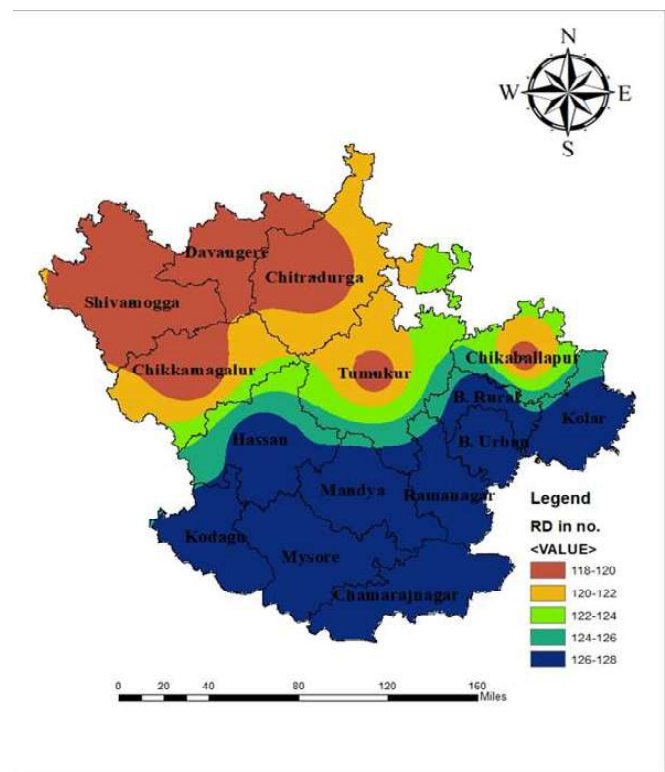 N
W E
S
Davangere
Chitradurga
Shivamogga
Chikkamagalur
Tumukur
Chikaballapur
B. Rural
Kolar
Hassan
B. Urban
Mandya
Ramanagar
Kodagu
Mysore
Chamarajnagar
Legend
RD in no.
<VALUE>
118-120
120-122
122-124
124-126
126-128
0 20 40 80 120 160
Miles